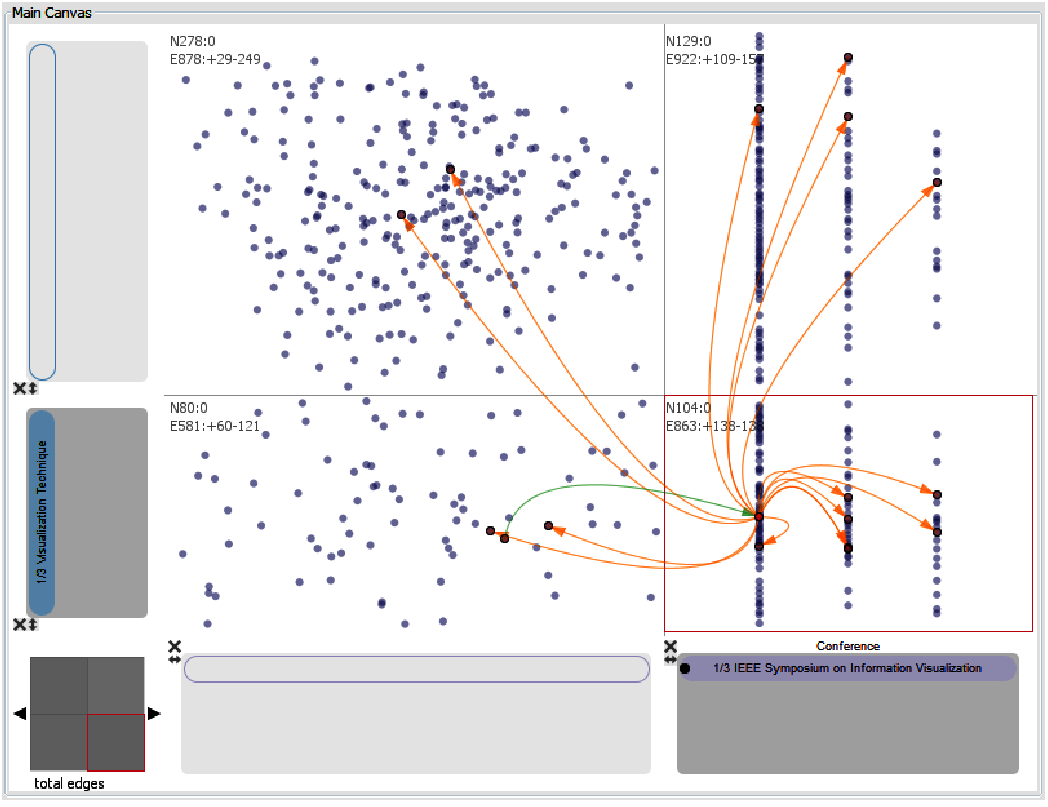 Main Canvas
N278:0
E878:+29-249
N129:0
E922:+109-15
N80:0
E581:+60-121
N104:0
E863:+138-13
1/3 Visualization Technique
Conference
1/3 IEEE Symposium on Information Visualization
total edges